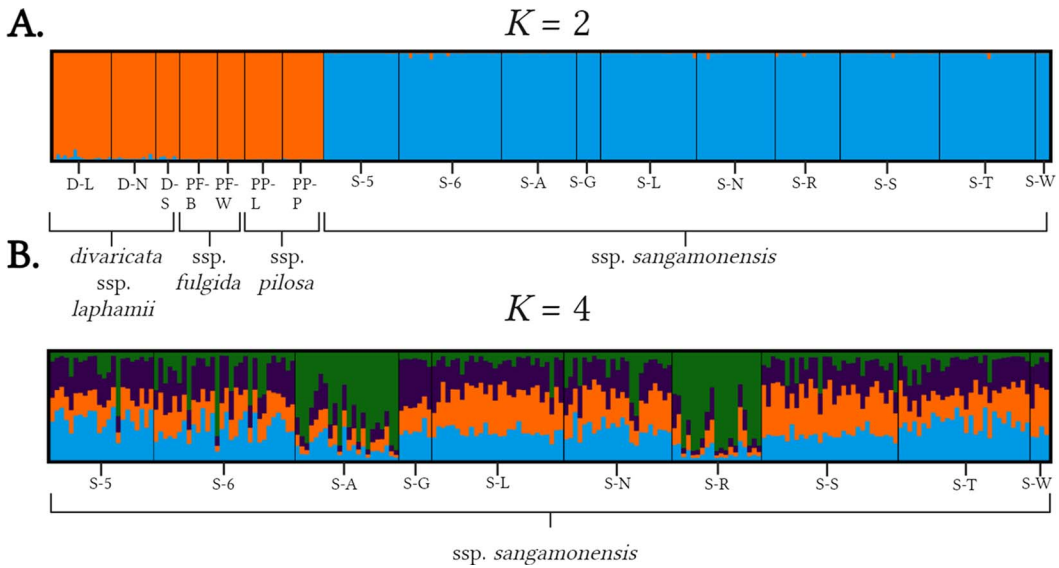 A.
K = 2
D-L D-N D-S PF-B PF-W PP-L PP-P S-5 S-6 S-A S-G S-L S-N S-R S-S S-T S-W
divaricata ssp. laphamii
ssp. fulgida
ssp. pilosa
ssp. sangamonensis
B.
K = 4
S-5 S-6 S-A S-G S-L S-N S-R S-S S-T S-W
ssp. sangamonensis